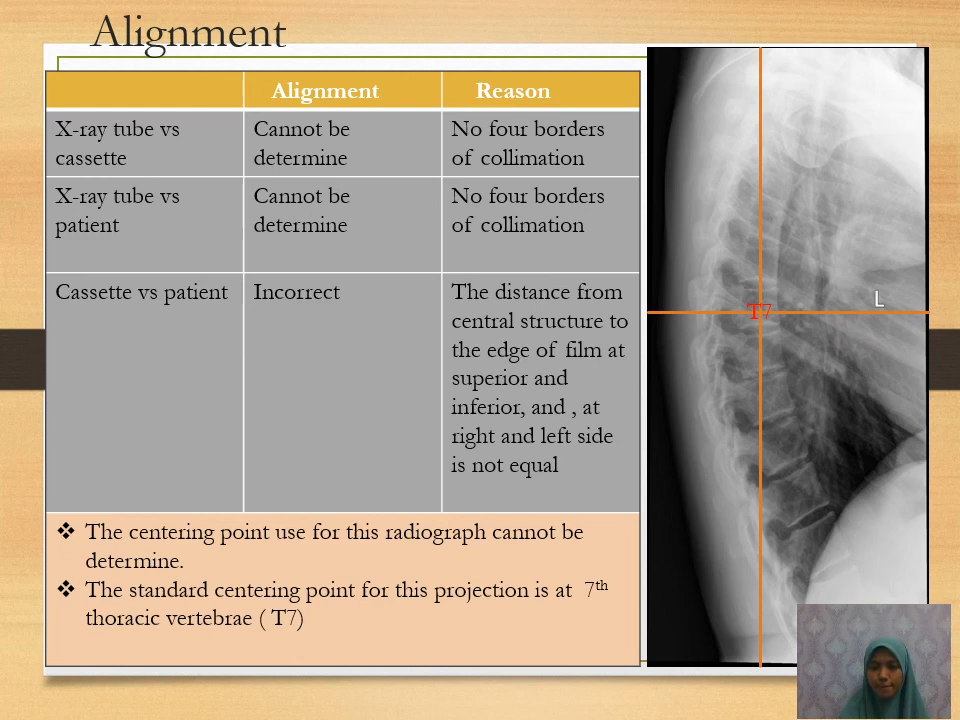 Alignment
Alignment Reason
X-ray tube vs cassette Cannot be determine No four borders of collimation
X-ray tube vs patient Cannot be determine No four borders of collimation
Cassette vs patient Incorrect The distance from central structure to the edge of film at superior and inferior, and , at right and left side is not equal
❖ The centering point use for this radiograph cannot be determine.
❖ The standard centering point for this projection is at 7th thoracic vertebrae ( T7)
L
T7